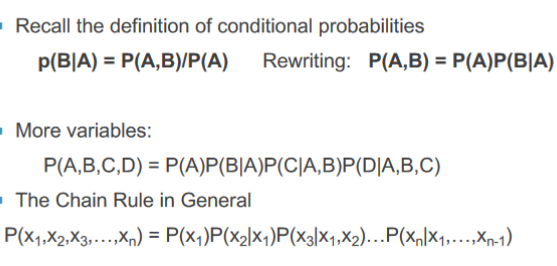 ▪ Recall the definition of conditional probabilities
p(B|A) = P(A,B)/P(A) Rewriting: P(A,B) = P(A)P(B|A)
▪ More variables:
P(A,B,C,D) = P(A)P(B|A)P(C|A,B)P(D|A,B,C)
▪ The Chain Rule in General
P(x₁,x₂,x₃,…,xₙ) = P(x₁)P(x₂|x₁)P(x₃|x₁,x₂)…P(xₙ|x₁,…,xₙ₋₁)